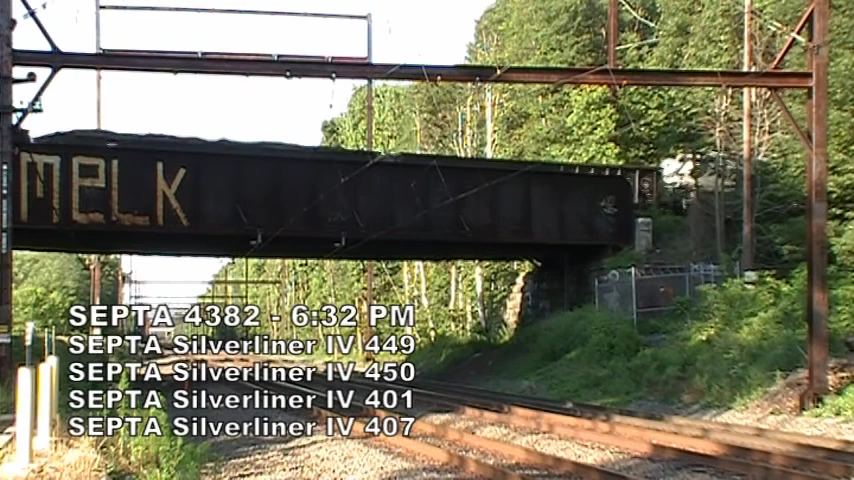 MeLK
SEPTA 4382 - 6:32 PM
SEPTA Silverliner IV 449
SEPTA Silverliner IV 450
SEPTA Silverliner IV 401
SEPTA Silverliner IV 407